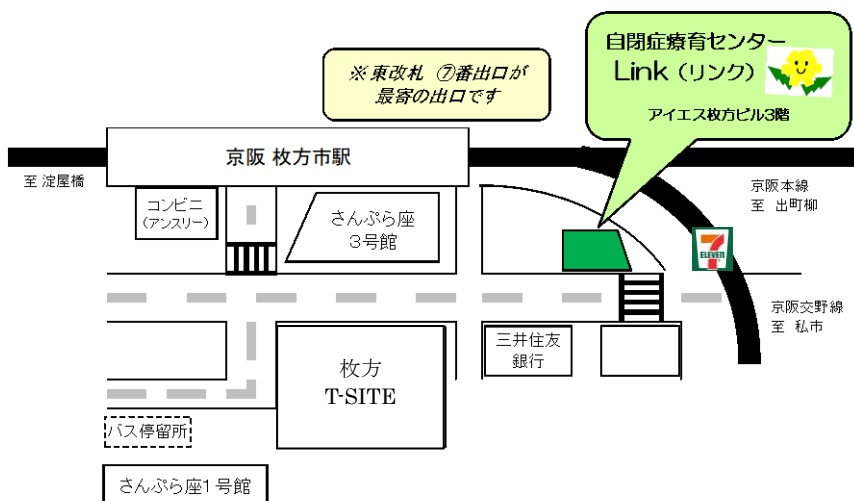 自閉症療育センター
Link（リンク）
アイエス枚方ビル3階
※東改札 ⑦番出口が
最寄の出口です
京阪 枚方市駅
至 淀屋橋
京阪本線
至 出町柳
コンビニ
(アンスリー)
さんぷら座
3号館
7
ELEVEN
京阪交野線
至 私市
三井住友
銀行
枚方
T-SITE
バス停留所
さんぷら座1号館